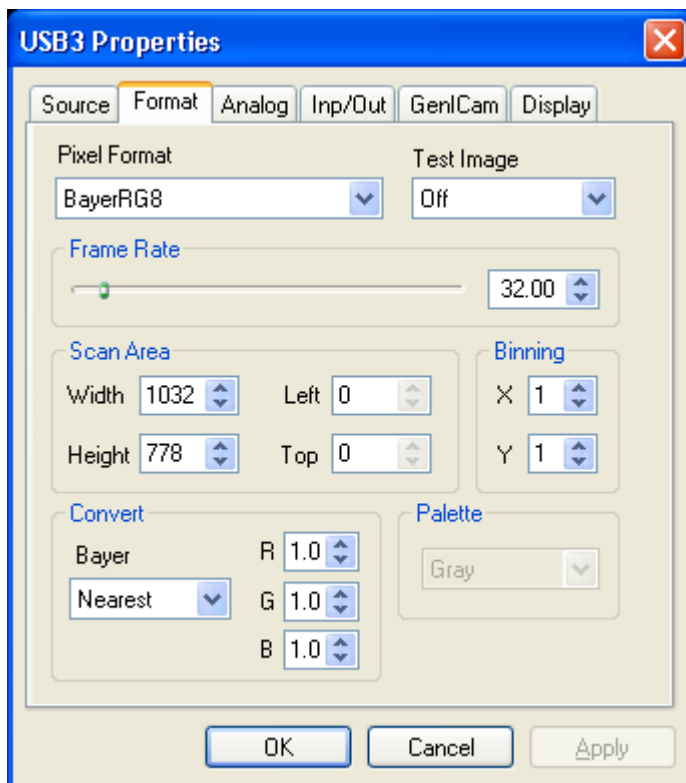 USB3 Properties
Source Format Analog Inp/Out GenICam Display
Pixel Format Test Image
BayerRG8 Off
Frame Rate
32.00
Scan Area Binning
Width 1032 Left 0 X 1
Height 778 Top 0 Y 1
Convert Palette
Bayer R 1.0
Gray
Nearest G 1.0
B 1.0
OK Cancel Apply